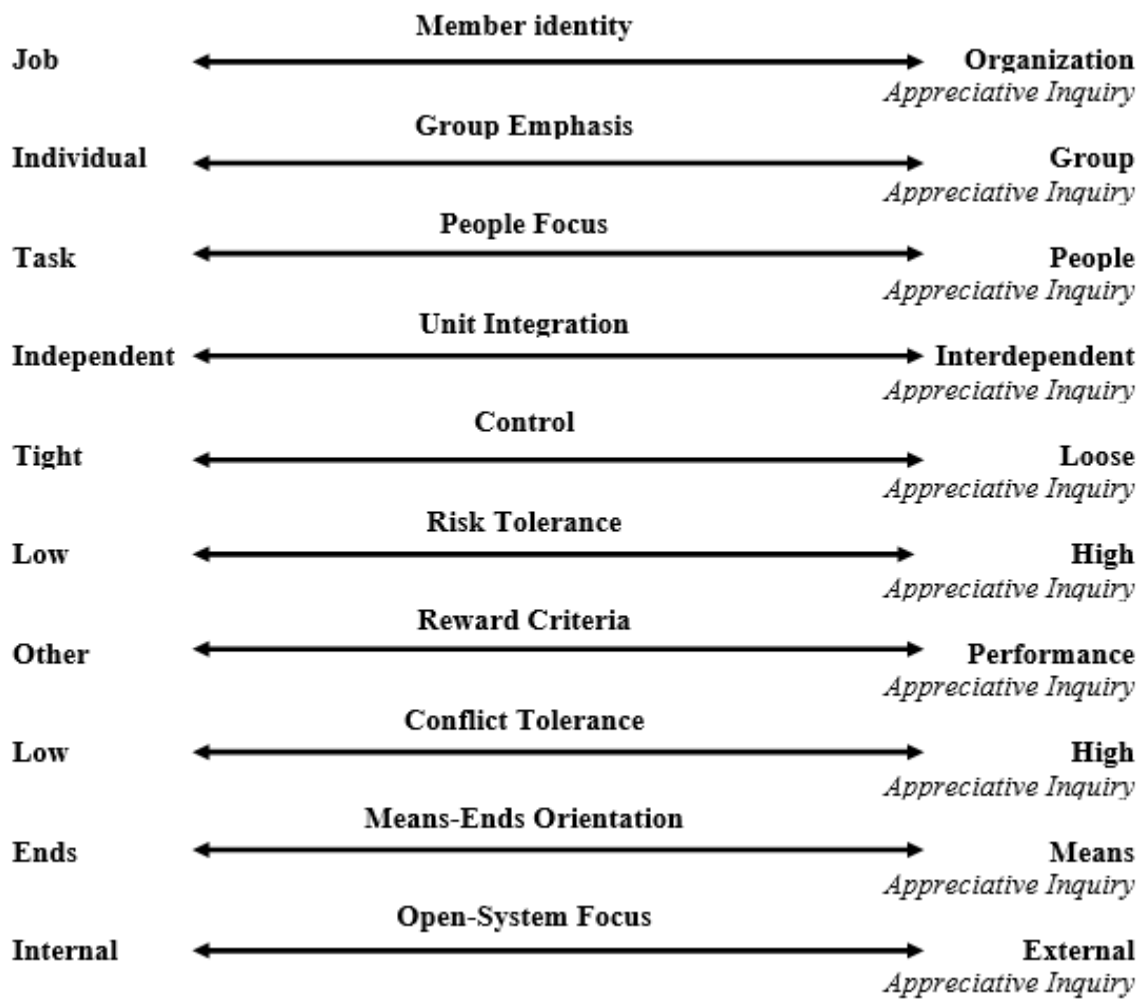 Member identity
Job Organization
Appreciative Inquiry
Group Emphasis
Individual Group
Appreciative Inquiry
People Focus
Task People
Appreciative Inquiry
Unit Integration
Independent Interdependent
Appreciative Inquiry
Control
Tight Loose
Appreciative Inquiry
Risk Tolerance
Low High
Appreciative Inquiry
Reward Criteria
Other Performance
Appreciative Inquiry
Conflict Tolerance
Low High
Appreciative Inquiry
Means-Ends Orientation
Ends Means
Appreciative Inquiry
Open-System Focus
Internal External
Appreciative Inquiry